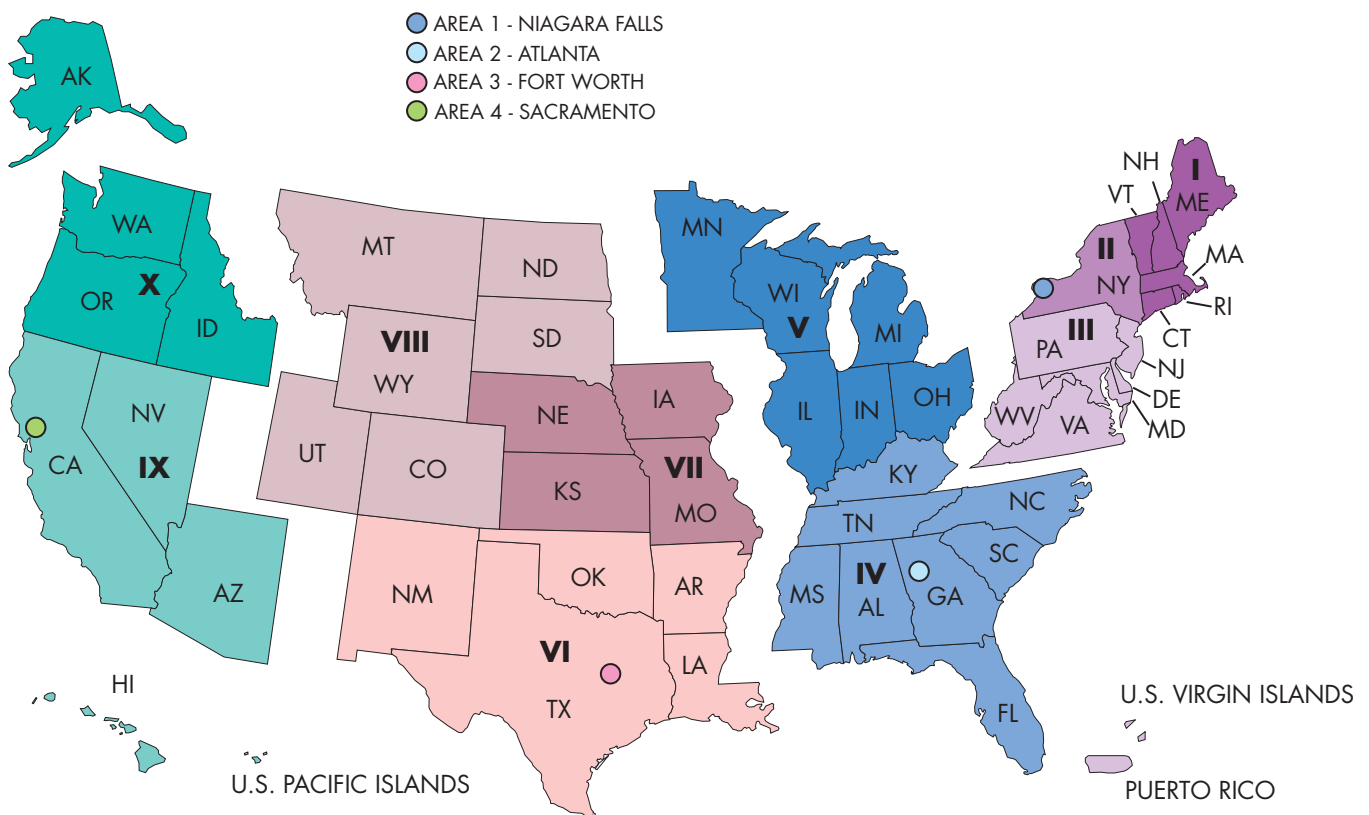 AREA 1 - NIAGARA FALLS
AREA 2 - ATLANTA
AREA 3 - FORT WORTH
AREA 4 - SACRAMENTO
AK
WA
OR
X
ID
NV
CA
IX
AZ
HI
U.S. PACIFIC ISLANDS
MT
ND
VIII
WY
SD
UT
CO
NE
IA
VII
KS
MO
NM
OK
AR
VI
TX
LA
MN
WI
V
MI
IL
IN
OH
KY
TN
NC
SC
IV
MS
AL
GA
FL
I
NH
VT
ME
II
NY
MA
RI
CT
III
PA
NJ
DE
MD
WV
VA
U.S. VIRGIN ISLANDS
PUERTO RICO